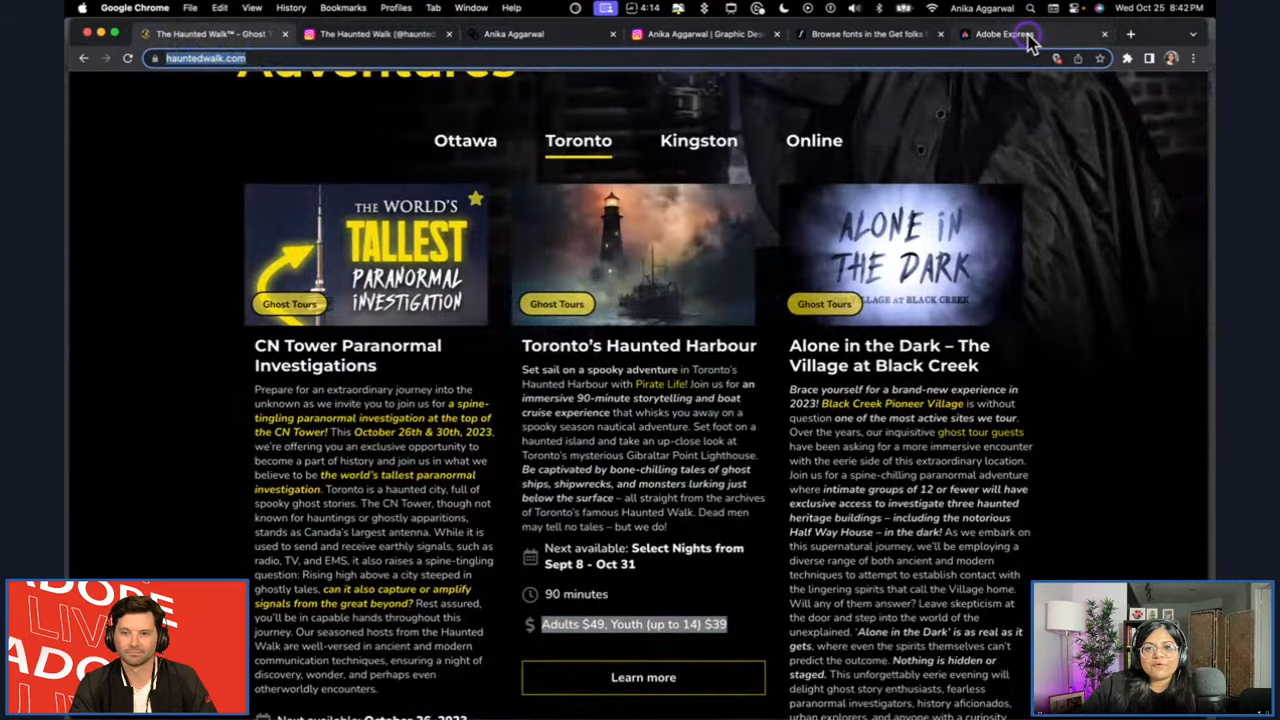 Google Chrome File Edit View History Bookmarks Profiles Tab Window Help 4:14 Anika Aggarwal Wed Oct 25 8:42PM
The Haunted Walk™ - Ghost T The Haunted Walk (@haunted Anika Aggarwal Anika Aggarwal | Graphic Des Browse fonts in the Get folks Adobe Express
hauntedwalk.com
Adventures
Ottawa Toronto Kingston Online
THE WORLD'S
TALLEST
PARANORMAL
INVESTIGATION
Ghost Tours
Ghost Tours
ALONE IN
THE DARK
VILLAGE AT BLACK CREEK
Ghost Tours
CN Tower Paranormal
Investigations
Prepare for an extraordinary journey into the
unknown as we invite you to join us for a spine-
tingling paranormal investigation at the top of
the CN Tower! This October 26th & 30th, 2023,
we're offering you an exclusive opportunity to
become a part of history and join us in what we
believe to be the world's tallest paranormal
investigation. Toronto is a haunted city, full of
spooky ghost stories. The CN Tower, though not
known for hauntings or ghostly apparitions,
stands as Canada's largest antenna. While it is
used to send and receive earthly signals, such as
radio, TV, and EMS, it also raises a spine-tingling
question: Rising high above a city steeped in
ghostly tales, can it also capture or amplify
signals from the great beyond? Rest assured,
you'll be in capable hands throughout this
journey. Our seasoned hosts from the Haunted
Walk are well-versed in ancient and modern
communication techniques, ensuring a night of
discovery, wonder, and perhaps even
otherworldly encounters.
Next available: October 26, 2023
Toronto's Haunted Harbour
Set sail on a spooky adventure in Toronto's
Haunted Harbour with Pirate Life! Join us for an
immersive 90-minute storytelling and boat
cruise experience that whisks you away on a
spooky season nautical adventure. Set foot on a
haunted island and take an up-close look at
Toronto's mysterious Gibraltar Point Lighthouse.
Be captivated by bone-chilling tales of ghost
ships, shipwrecks, and monsters lurking just
below the surface – all straight from the archives
of Toronto's famous Haunted Walk. Dead men
may tell no tales – but we do!
Next available: Select Nights from
Sept 8 - Oct 31
90 minutes
Adults $49, Youth (up to 14) $39
Learn more
Alone in the Dark – The
Village at Black Creek
Brace yourself for a brand-new experience in
2023! Black Creek Pioneer Village is without
question one of the most active sites we tour.
Over the years, our inquisitive ghost tour guests
have been asking for a more immersive encounter
with the eerie side of this extraordinary location.
Join us for a spine-chilling paranormal adventure
where intimate groups of 12 or fewer will have
exclusive access to investigate three haunted
heritage buildings – including the notorious
Half Way House – in the dark! As we embark on
this supernatural journey, we'll be employing a
diverse range of both ancient and modern
techniques to attempt to establish contact with
the lingering spirits that call the Village home.
Will any of them answer? Leave skepticism at
the door and step into the world of the
unexplained. 'Alone in the Dark' is as real as it
gets, where even the spirits themselves can't
predict the outcome. Nothing is hidden or
staged. This unforgettably eerie evening will
delight ghost story enthusiasts, fearless
paranormal investigators, history aficionados,
urban explorers, and anyone with a curiosity
ADOBE
LIV
ADO